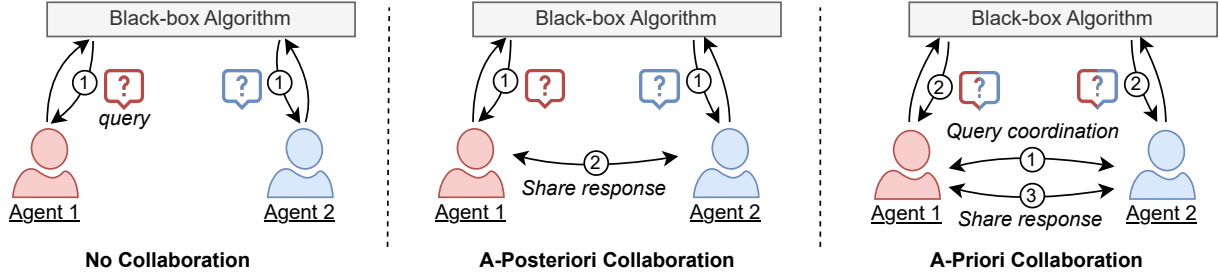 Black-box Algorithm
1
?
?
1
query
Agent 1
Agent 2
No Collaboration
Black-box Algorithm
1
?
?
1
2
Share response
Agent 1
Agent 2
A-Posteriori Collaboration
Black-box Algorithm
2
?
?
2
Query coordination
1
3
Agent 1
Share response
Agent 2
A-Priori Collaboration